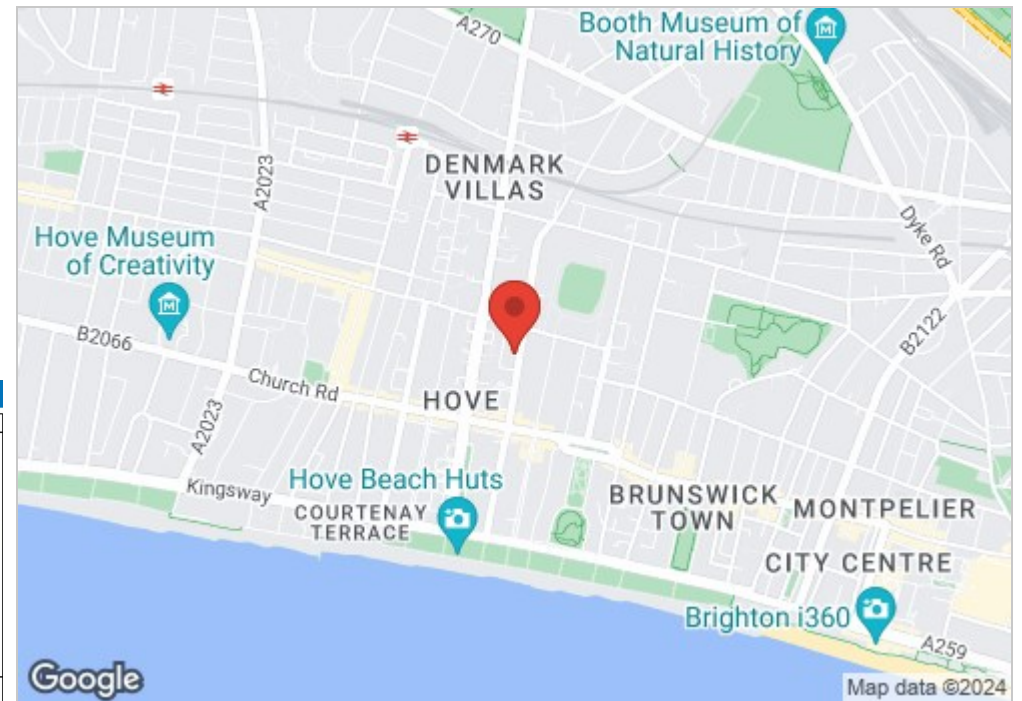 A270
Booth Museum of
Natural History
DENMARK
VILLAS
A2023
Dyke Rd
Hove Museum
of Creativity
B2066
B2122
Church Rd
HOVE
A2023
Kingsway
Hove Beach Huts
COURTENAY
TERRACE
BRUNSWICK
TOWN
MONTPELIER
CITY CENTRE
Brighton i360
A259
Google
Map data ©2024